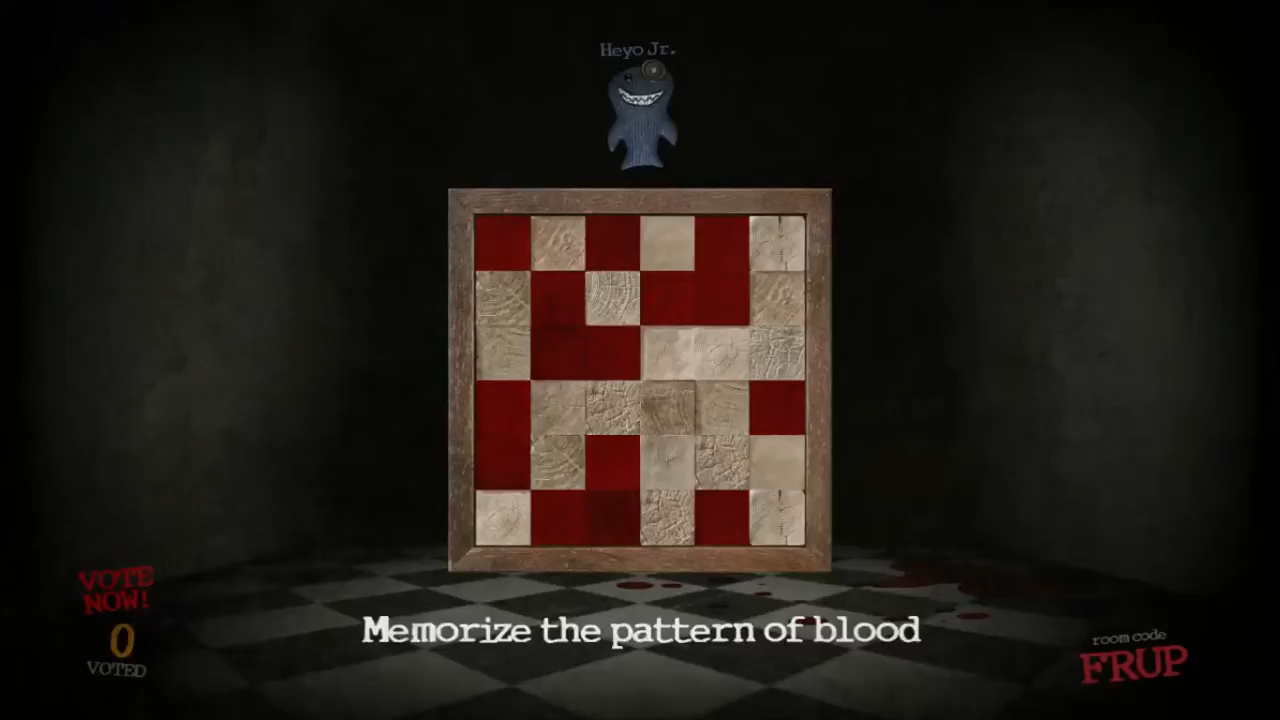 Heyo Jr.
VOTE
NOW!
0
VOTED
Memorize the pattern of blood
room code
FRUP